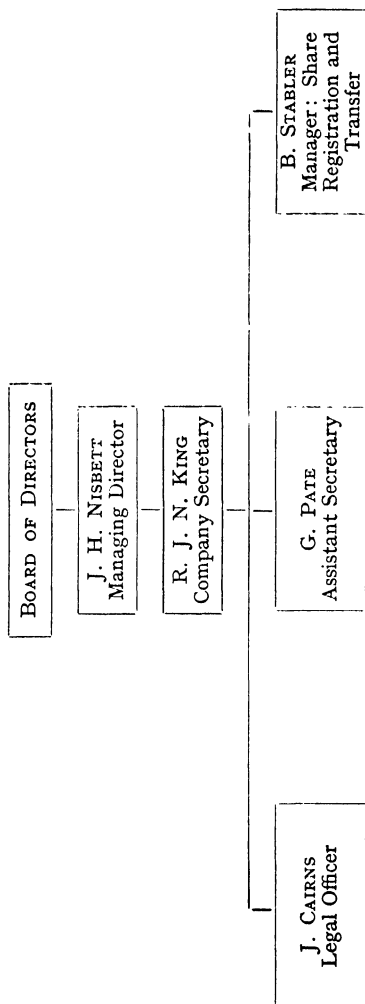 BOARD OF DIRECTORS
J. H. NISBETT
Managing Director
R. J. N. KING
Company Secretary
J. CAIRNS
Legal Officer
G. PATE
Assistant Secretary
B. STABLER
Manager: Share
Registration and
Transfer